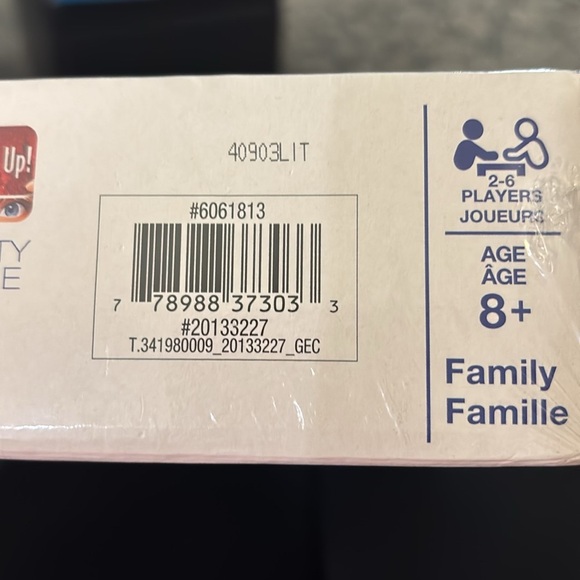 Up!
TY
E
40903LIT
#6061813
7 78988 37303 3
#20133227
T.341980009_20133227_GEC
2-6
PLAYERS
JOUEURS
AGE
ÂGE
8+
Family
Famille